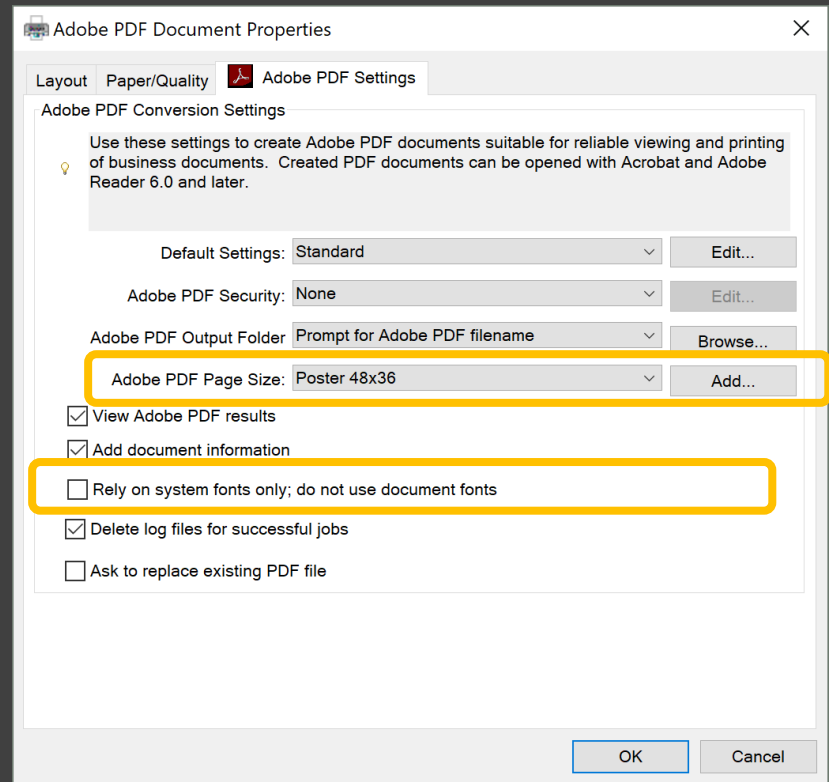 Adobe PDF Document Properties
Layout Paper/Quality Adobe PDF Settings
Adobe PDF Conversion Settings
Use these settings to create Adobe PDF documents suitable for reliable viewing and printing
of business documents. Created PDF documents can be opened with Acrobat and Adobe
Reader 6.0 and later.
Default Settings: Standard Edit...
Adobe PDF Security: None Edit...
Adobe PDF Output Folder Prompt for Adobe PDF filename Browse...
Adobe PDF Page Size: Poster 48x36 Add...
View Adobe PDF results
Add document information
Rely on system fonts only; do not use document fonts
Delete log files for successful jobs
Ask to replace existing PDF file
OK Cancel